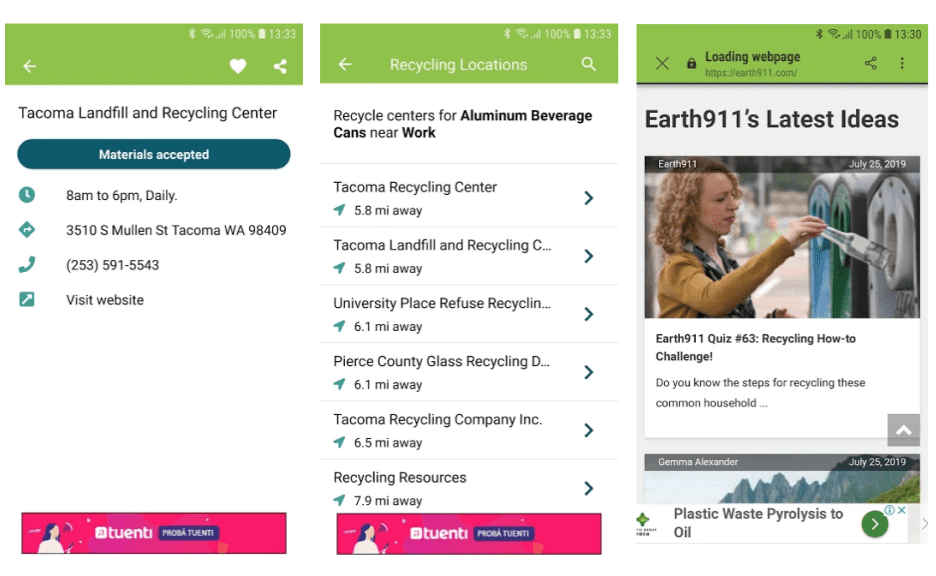 100% 13:33
Tacoma Landfill and Recycling Center
Materials accepted
8am to 6pm, Daily.
3510 S Mullen St Tacoma WA 98409
(253) 591-5543
Visit website
tuenti PROBÁ TUENTI
100% 13:33
Recycling Locations
Recycle centers for Aluminum Beverage
Cans near Work
Tacoma Recycling Center
5.8 mi away
Tacoma Landfill and Recycling C...
5.8 mi away
University Place Refuse Recyclin...
6.1 mi away
Pierce County Glass Recycling D...
6.1 mi away
Tacoma Recycling Company Inc.
6.5 mi away
Recycling Resources
7.9 mi away
tuenti PROBÁ TUENTI
100% 13:30
Loading webpage
https://earth911.com/
Earth911's Latest Ideas
Earth911 July 25, 2019
Earth911 Quiz #63: Recycling How-to
Challenge!
Do you know the steps for recycling these
common household ...
Gemma Alexander July 25, 2019
Plastic Waste Pyrolysis to
Oil